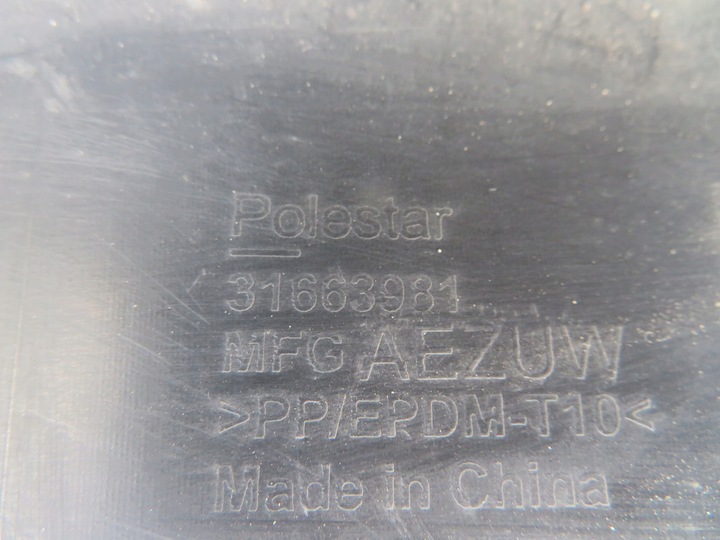 Polestar
31663981
MFG AEZUW
>PP/EPDM-T10<
Made in China